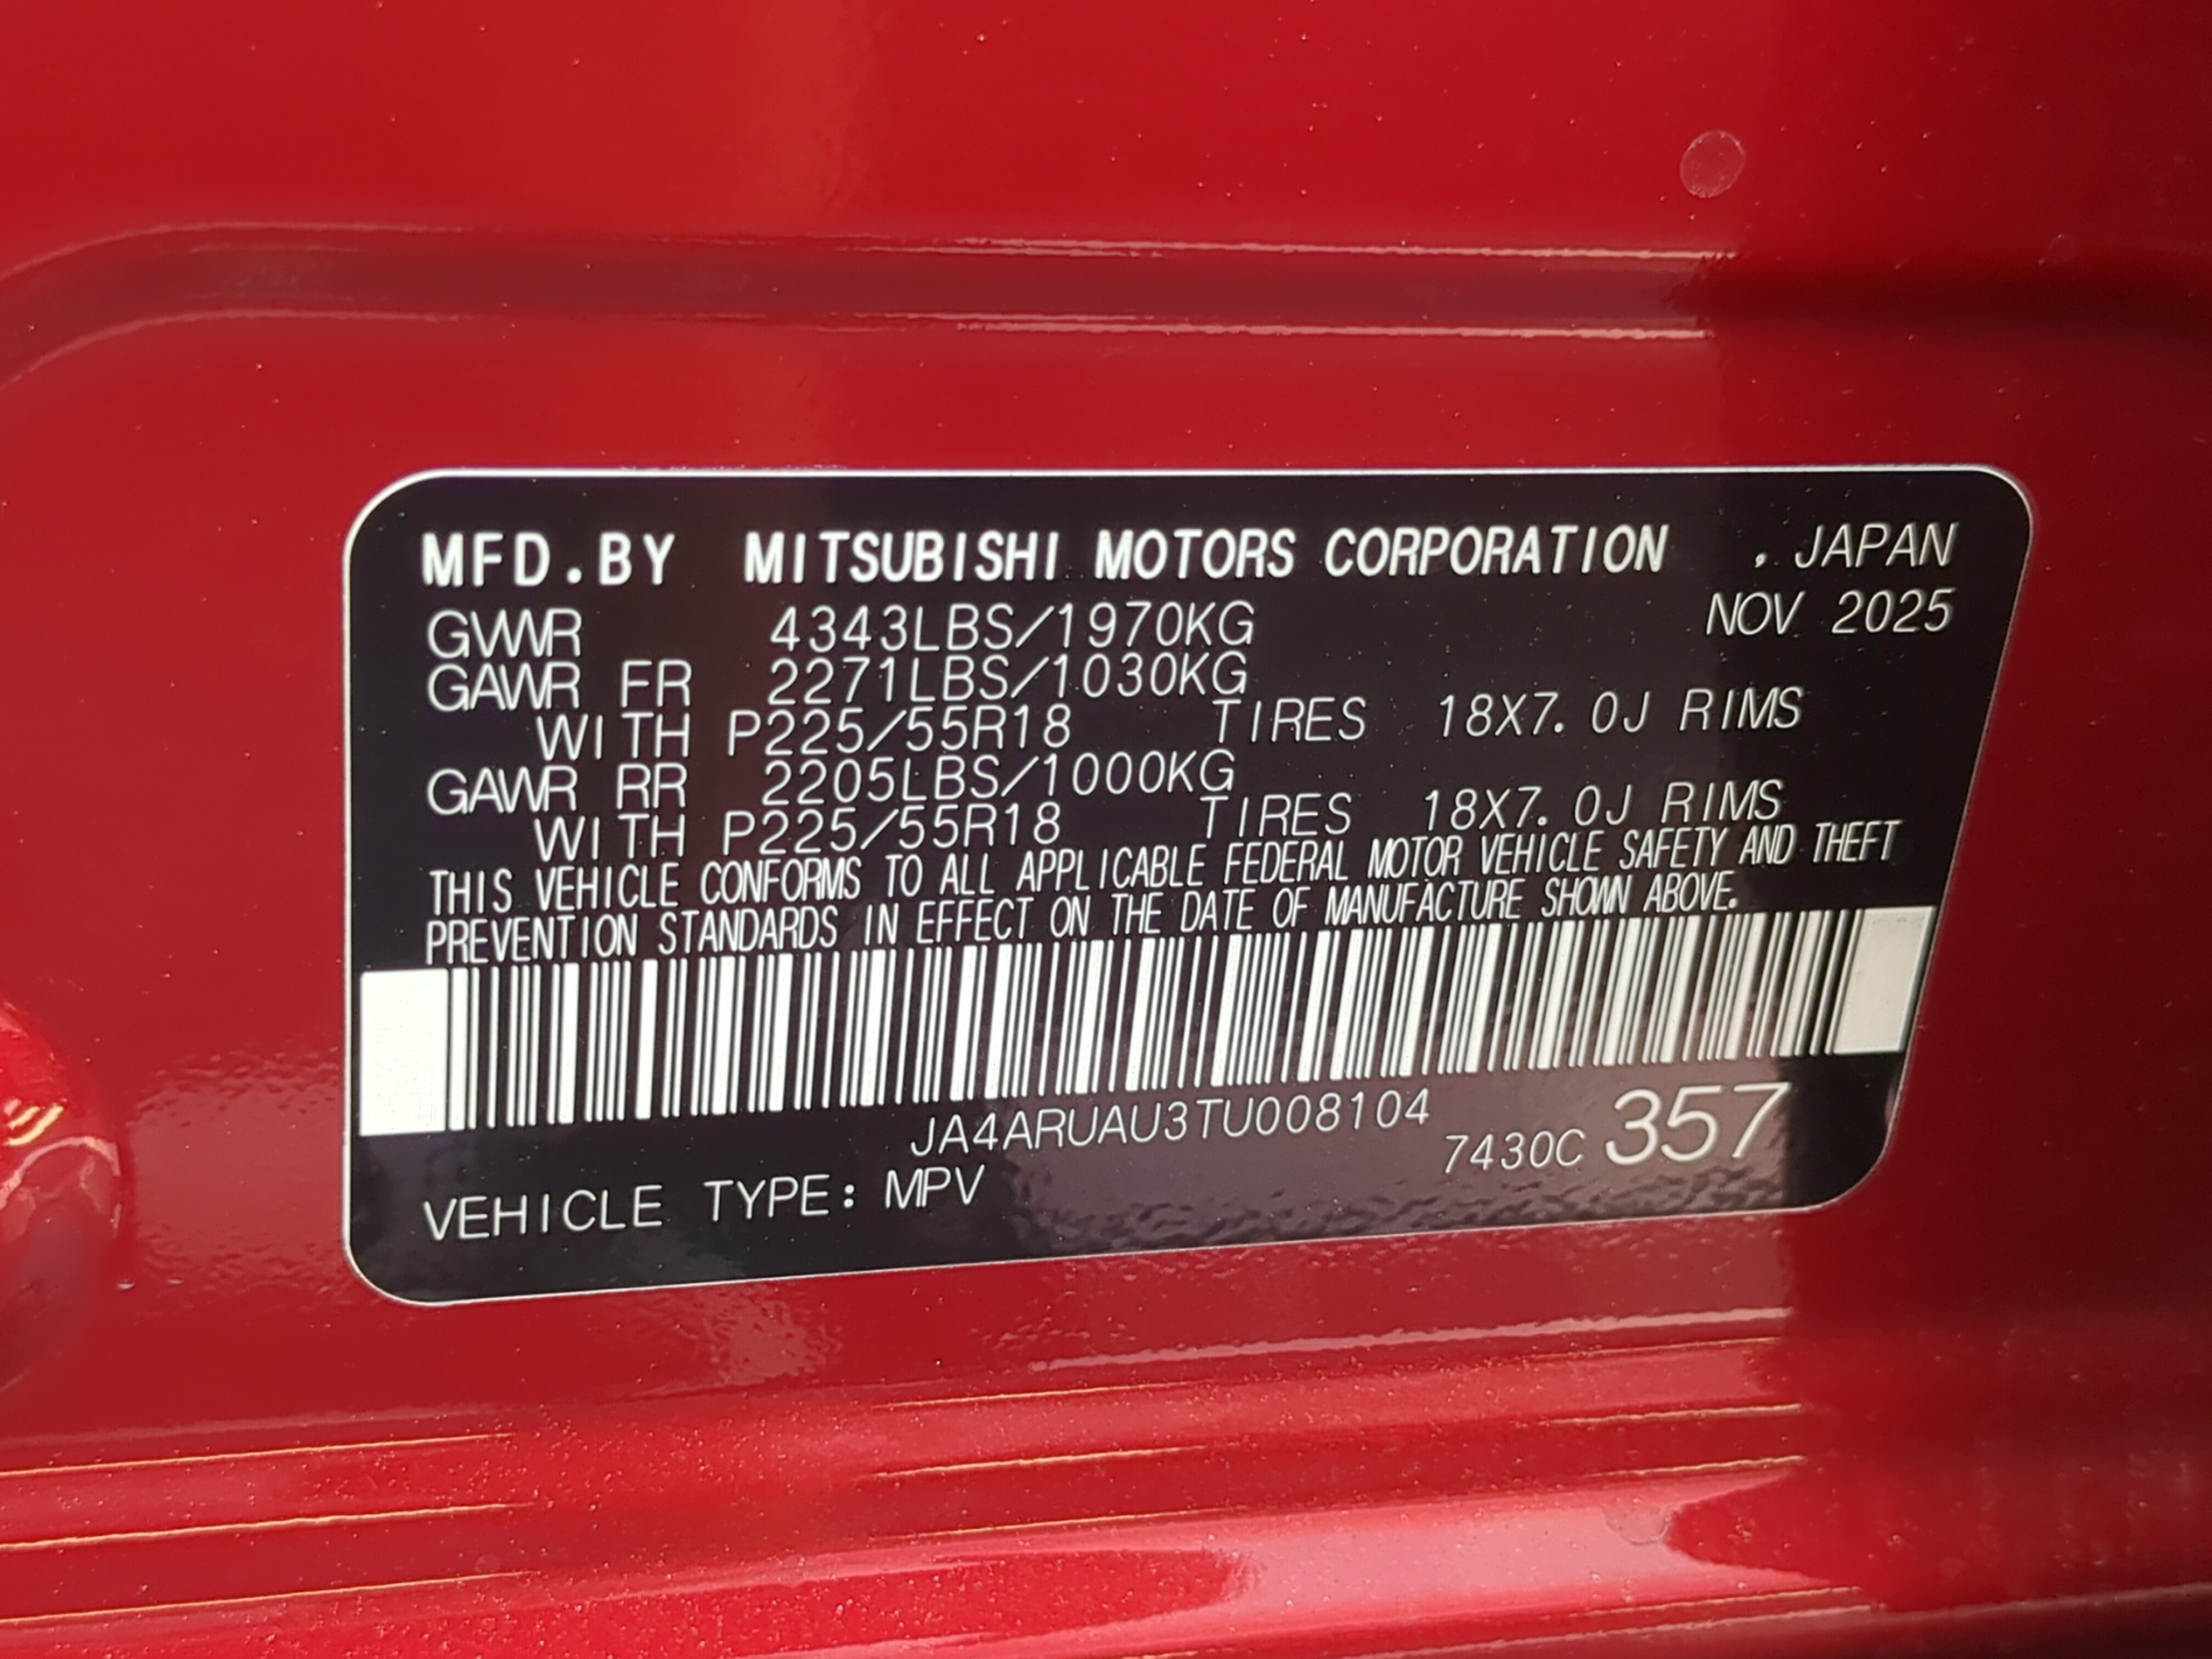 MFD.BY MITSUBISHI MOTORS CORPORATION , JAPAN
NOV 2025
GVWR 4343LBS/1970KG
GAWR FR 2271LBS/1030KG
WITH P225/55R18 TIRES 18X7.0J RIMS
GAWR RR 2205LBS/1000KG
WITH P225/55R18 TIRES 18X7.0J RIMS
THIS VEHICLE CONFORMS TO ALL APPLICABLE FEDERAL MOTOR VEHICLE SAFETY AND THEFT
PREVENTION STANDARDS IN EFFECT ON THE DATE OF MANUFACTURE SHOWN ABOVE.
JA4ARUAU3TU008104
7430C 357
VEHICLE TYPE: MPV